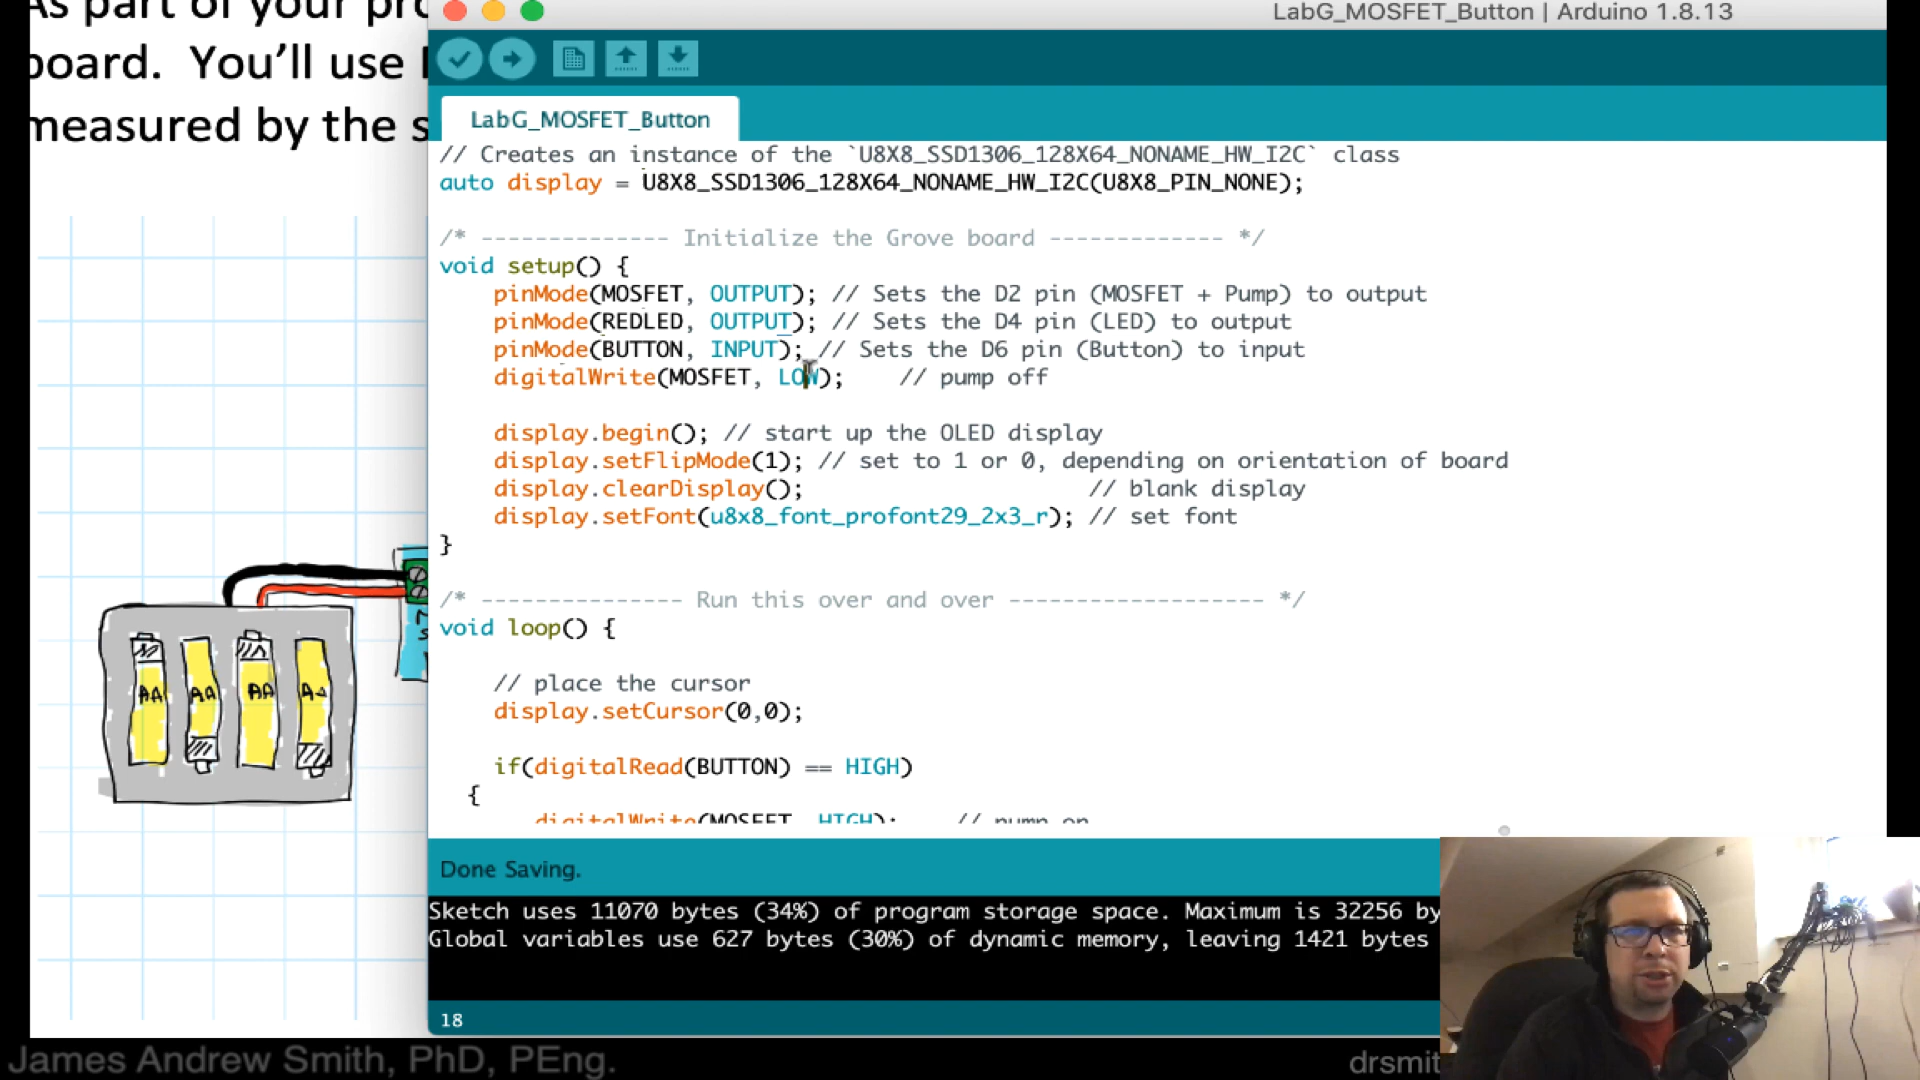 As part of your pro
board. You’ll use
measured by the s
LabG_MOSFET_Button | Arduino 1.8.13
LabG_MOSFET_Button
// Creates an instance of the `U8X8_SSD1306_128X64_NONAME_HW_I2C` class
auto display = U8X8_SSD1306_128X64_NONAME_HW_I2C(U8X8_PIN_NONE);
/* -------------- Initialize the Grove board ------------- */
void setup() {
pinMode(MOSFET, OUTPUT); // Sets the D2 pin (MOSFET + Pump) to output
pinMode(REDLED, OUTPUT); // Sets the D4 pin (LED) to output
pinMode(BUTTON, INPUT); // Sets the D6 pin (Button) to input
digitalWrite(MOSFET, LOW); // pump off
display.begin(); // start up the OLED display
display.setFlipMode(1); // set to 1 or 0, depending on orientation of board
display.clearDisplay(); // blank display
display.setFont(u8x8_font_profont29_2x3_r); // set font
}
/* --------------- Run this over and over ------------------- */
void loop() {
// place the cursor
display.setCursor(0,0);
if(digitalRead(BUTTON) == HIGH)
{
digitalWrite(MOSFET, HIGH); // pump on
AA AA AA
Done Saving.
Sketch uses 11070 bytes (34%) of program storage space. Maximum is 32256 by
Global variables use 627 bytes (30%) of dynamic memory, leaving 1421 bytes
18
James Andrew Smith, PhD, PEng.
drsmit